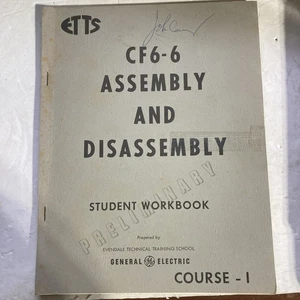 ETTS
CF6-6
ASSEMBLY
AND
DISASSEMBLY
PRELIMINARY
STUDENT WORKBOOK
Prepared by
EVENDALE TECHNICAL TRAINING SCHOOL
GENERAL ELECTRIC
COURSE - I